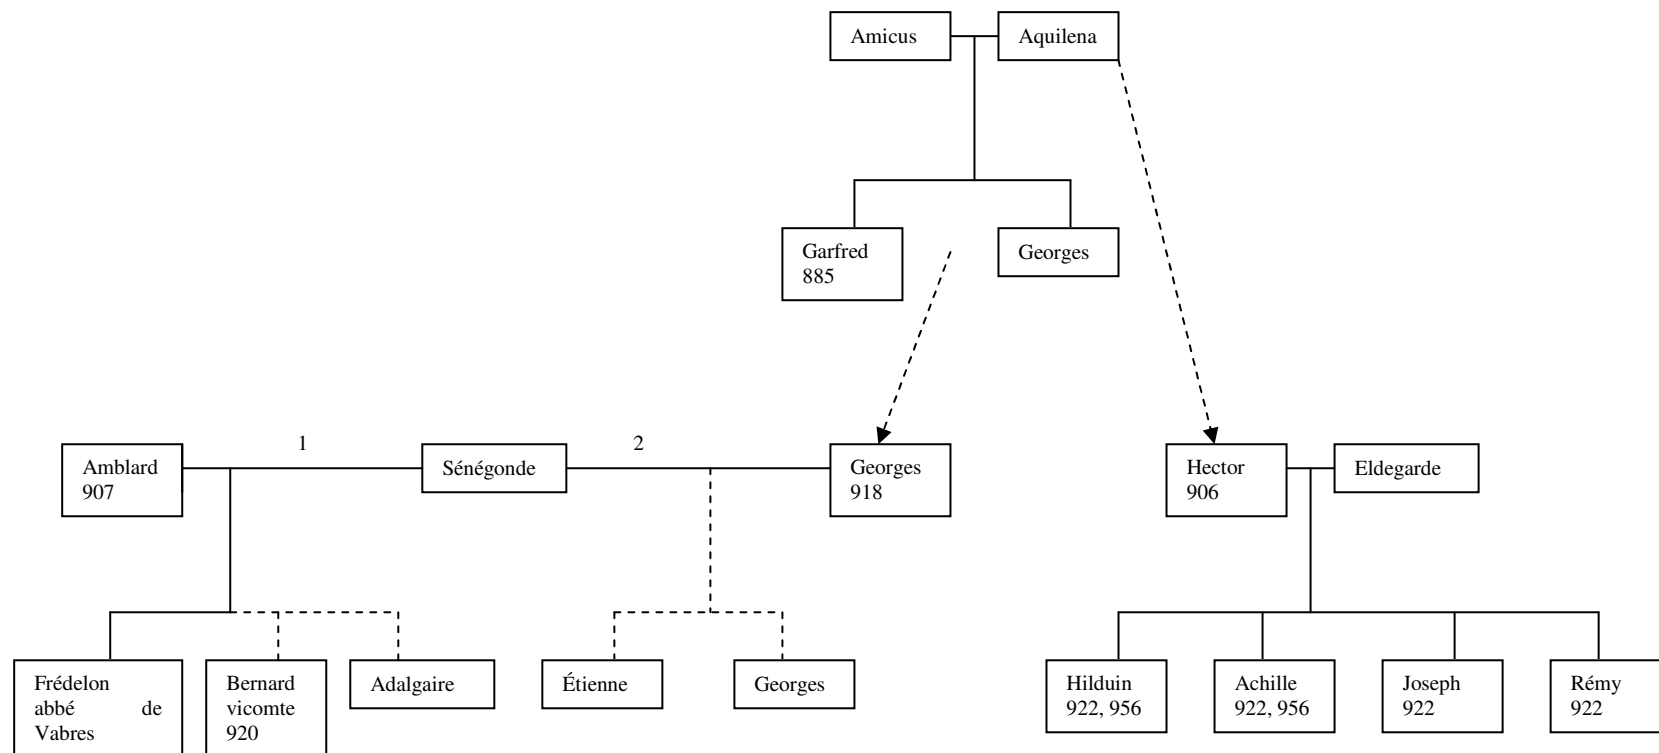 Amicus
Aquilena
Garfred
885
Georges
1
2
Amblard
907
Sénégonde
Georges
918
Hector
906
Eldegarde
Frédelon
abbé de
Vabres
Bernard
vicomte
920
Adalgaire
Étienne
Georges
Hilduin
922, 956
Achille
922, 956
Joseph
922
Rémy
922